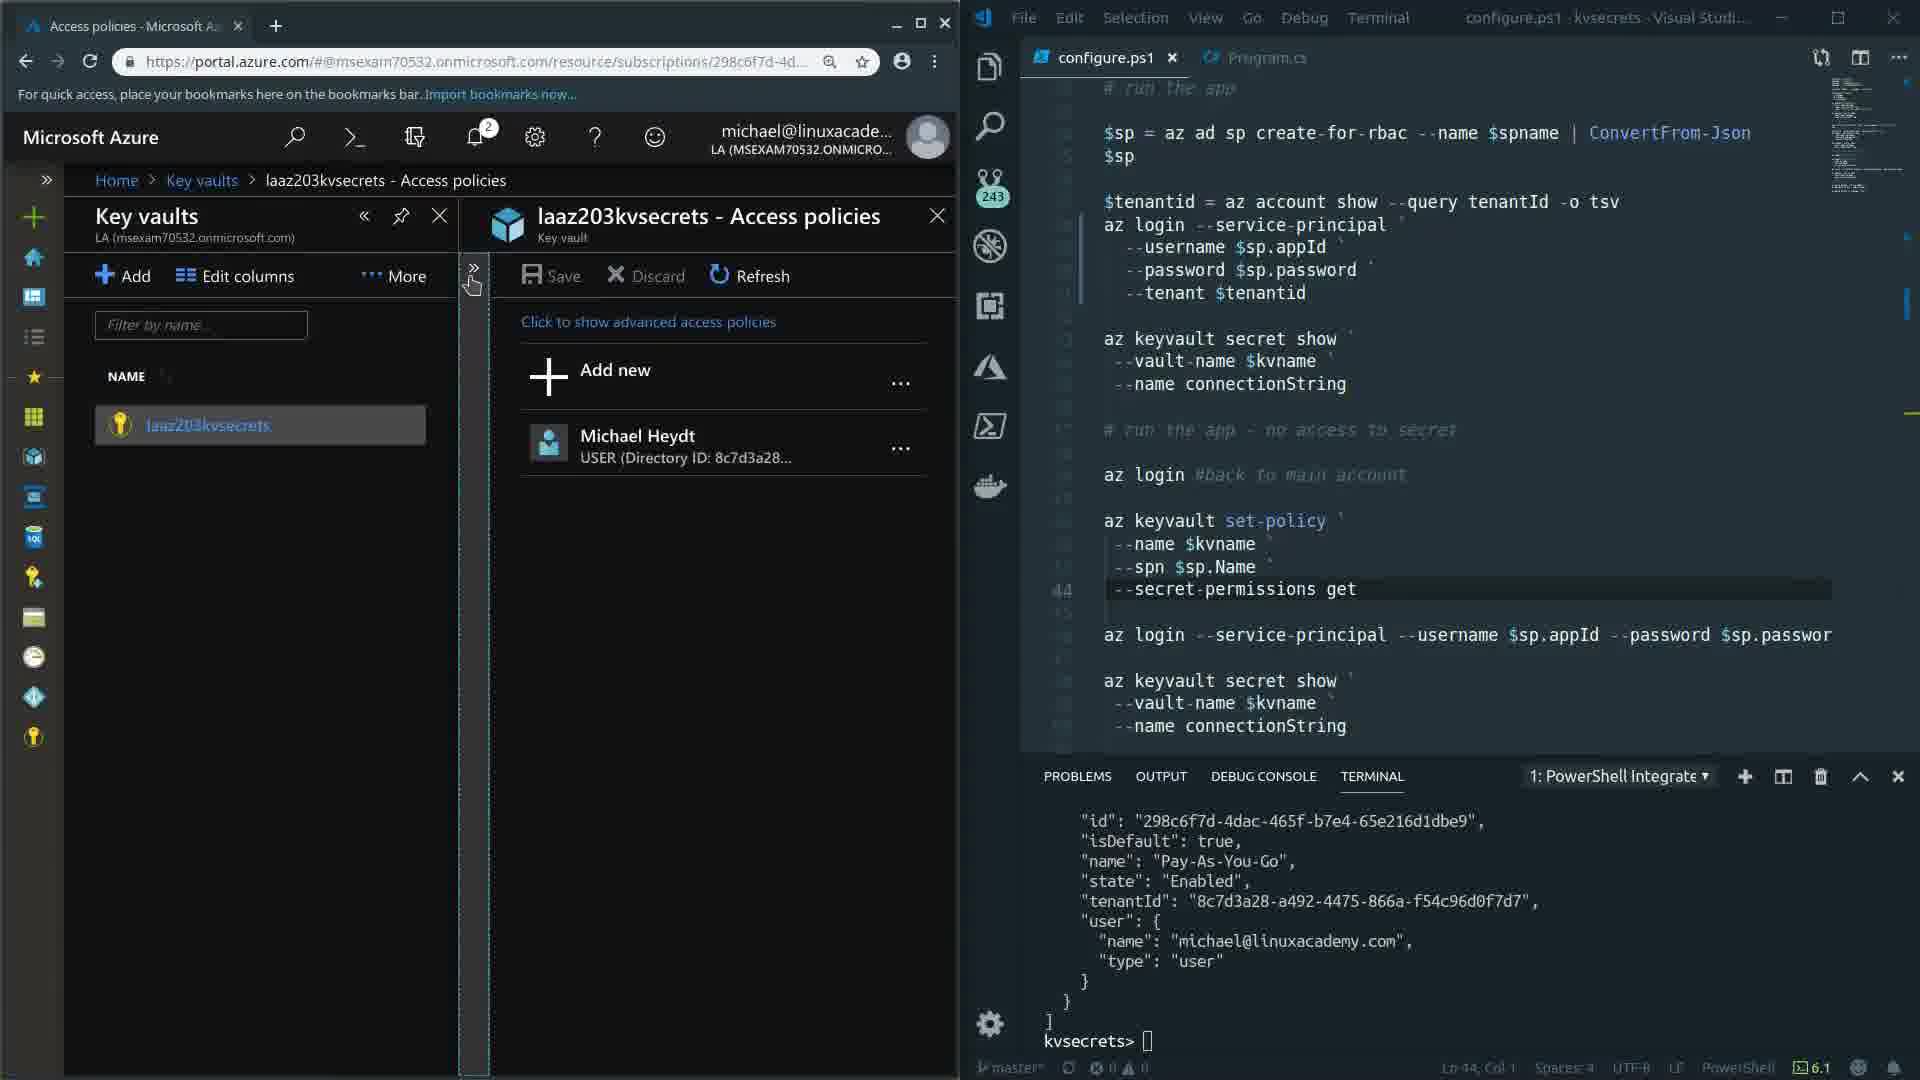 Access policies - Microsoft Az
https://portal.azure.com/#@msexam70532.onmicrosoft.com/resource/subscriptions/298c6f7d-4d...
For quick access, place your bookmarks here on the bookmarks bar. Import bookmarks now...
Microsoft Azure
2
michael@linuxacade...
LA (MSEXAM70532.ONMICRO...
Home > Key vaults > laaz203kvsecrets - Access policies
Key vaults
LA (msexam70532.onmicrosoft.com)
Add
Edit columns
More
Filter by name...
NAME
laaz203kvsecrets
laaz203kvsecrets - Access policies
Key vault
Save
Discard
Refresh
Click to show advanced access policies
Add new
...
Michael Heydt
USER (Directory ID: 8c7d3a28...
...
SQL
File Edit Selection View Go Debug Terminal
configure.ps1 - kvsecrets - Visual Studi...
configure.ps1
Program.cs
243
# run the app
$sp = az ad sp create-for-rbac --name $spname | ConvertFrom-Json
$sp
$tenantid = az account show --query tenantId -o tsv
az login --service-principal `
--username $sp.appId `
--password $sp.password `
--tenant $tenantid
az keyvault secret show `
--vault-name $kvname `
--name connectionString
# run the app - no access to secret
az login #back to main account
az keyvault set-policy `
--name $kvname `
--spn $sp.Name `
44 --secret-permissions get
az login --service-principal --username $sp.appId --password $sp.passwor
az keyvault secret show `
--vault-name $kvname `
--name connectionString
PROBLEMS OUTPUT DEBUG CONSOLE TERMINAL
1: PowerShell Integrate
"id": "298c6f7d-4dac-465f-b7e4-65e216d1dbe9",
"isDefault": true,
"name": "Pay-As-You-Go",
"state": "Enabled",
"tenantId": "8c7d3a28-a492-4475-866a-f54c96d0f7d7",
"user": {
"name": "michael@linuxacademy.com",
"type": "user"
}
}
]
kvsecrets>
master* 0 0
Ln 44, Col 1 Spaces: 4 UTF-8 LF PowerShell 6.1